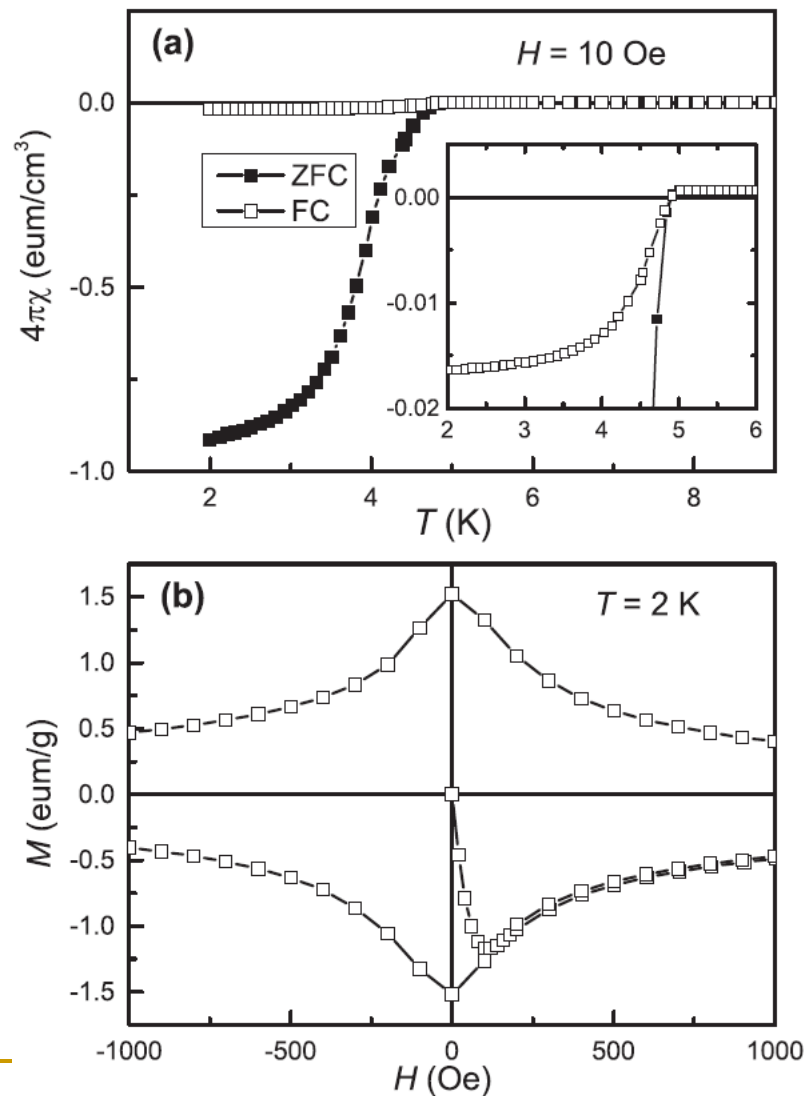 (a)
H = 10 Oe
4πχ (eum/cm³)
0.0
-0.5
-1.0
ZFC
FC
0.00
-0.01
-0.02
2 3 4 5 6
2 4 6 8
T (K)
(b)
T = 2 K
M (eum/g)
1.5
1.0
0.5
0.0
-0.5
-1.0
-1.5
-1000 -500 0 500 1000
H (Oe)